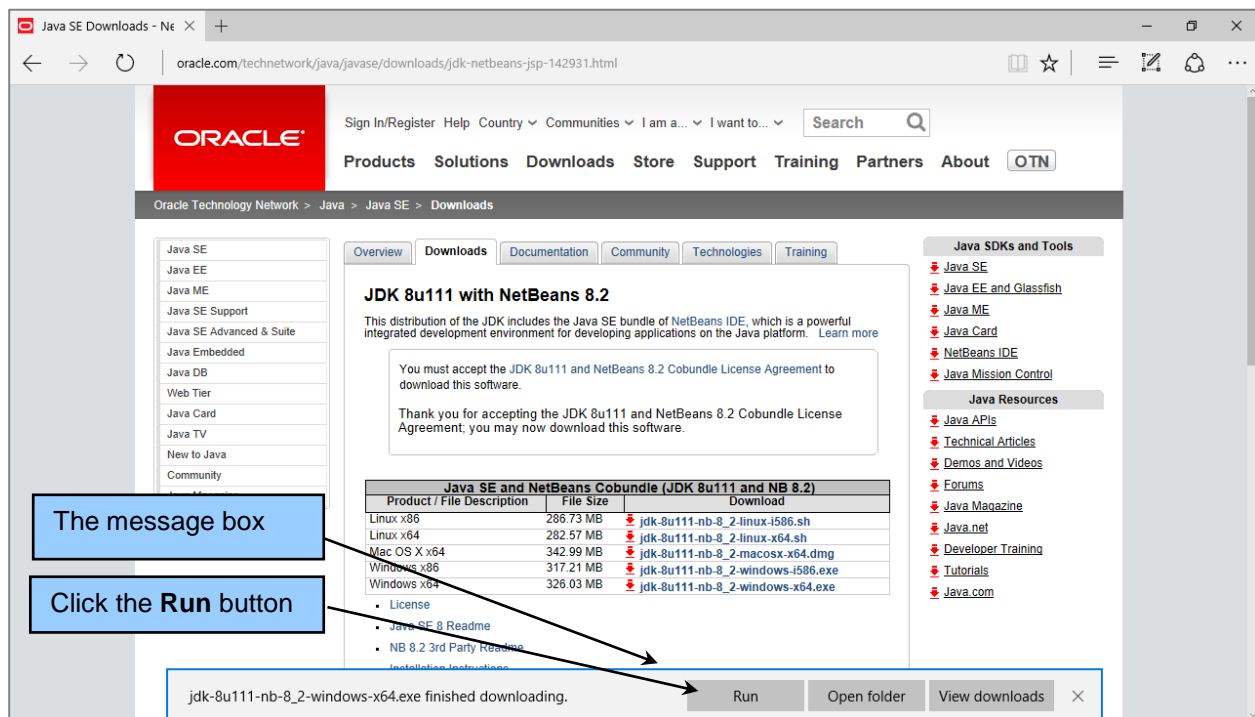 Java SE Downloads - Ne
oracle.com/technetwork/java/javase/downloads/jdk-netbeans-jsp-142931.html
ORACLE
Sign In/Register Help Country Communities I am a... I want to... Search
Products Solutions Downloads Store Support Training Partners About OTN
Oracle Technology Network > Java > Java SE > Downloads
Java SE
Java EE
Java ME
Java SE Support
Java SE Advanced & Suite
Java Embedded
Java DB
Web Tier
Java Card
Java TV
New to Java
Community
Java Magazine
Overview Downloads Documentation Community Technologies Training
JDK 8u111 with NetBeans 8.2
This distribution of the JDK includes the Java SE bundle of NetBeans IDE, which is a powerful
integrated development environment for developing applications on the Java platform. Learn more
You must accept the JDK 8u111 and NetBeans 8.2 Cobundle License Agreement to
download this software.
Thank you for accepting the JDK 8u111 and NetBeans 8.2 Cobundle License
Agreement; you may now download this software.
Java SE and NetBeans Cobundle (JDK 8u111 and NB 8.2)
Product / File Description File Size Download
Linux x86 286.73 MB jdk-8u111-nb-8_2-linux-i586.sh
Linux x64 282.57 MB jdk-8u111-nb-8_2-linux-x64.sh
Mac OS X x64 342.99 MB jdk-8u111-nb-8_2-macosx-x64.dmg
Windows x86 317.21 MB jdk-8u111-nb-8_2-windows-i586.exe
Windows x64 326.03 MB jdk-8u111-nb-8_2-windows-x64.exe
License
Java SE 8 Readme
NB 8.2 3rd Party Readme
Installation Instructions
Java SDKs and Tools
Java SE
Java EE and Glassfish
Java ME
Java Card
NetBeans IDE
Java Mission Control
Java Resources
Java APIs
Technical Articles
Demos and Videos
Forums
Java Magazine
Java.net
Developer Training
Tutorials
Java.com
The message box
Click the Run button
jdk-8u111-nb-8_2-windows-x64.exe finished downloading. Run Open folder View downloads